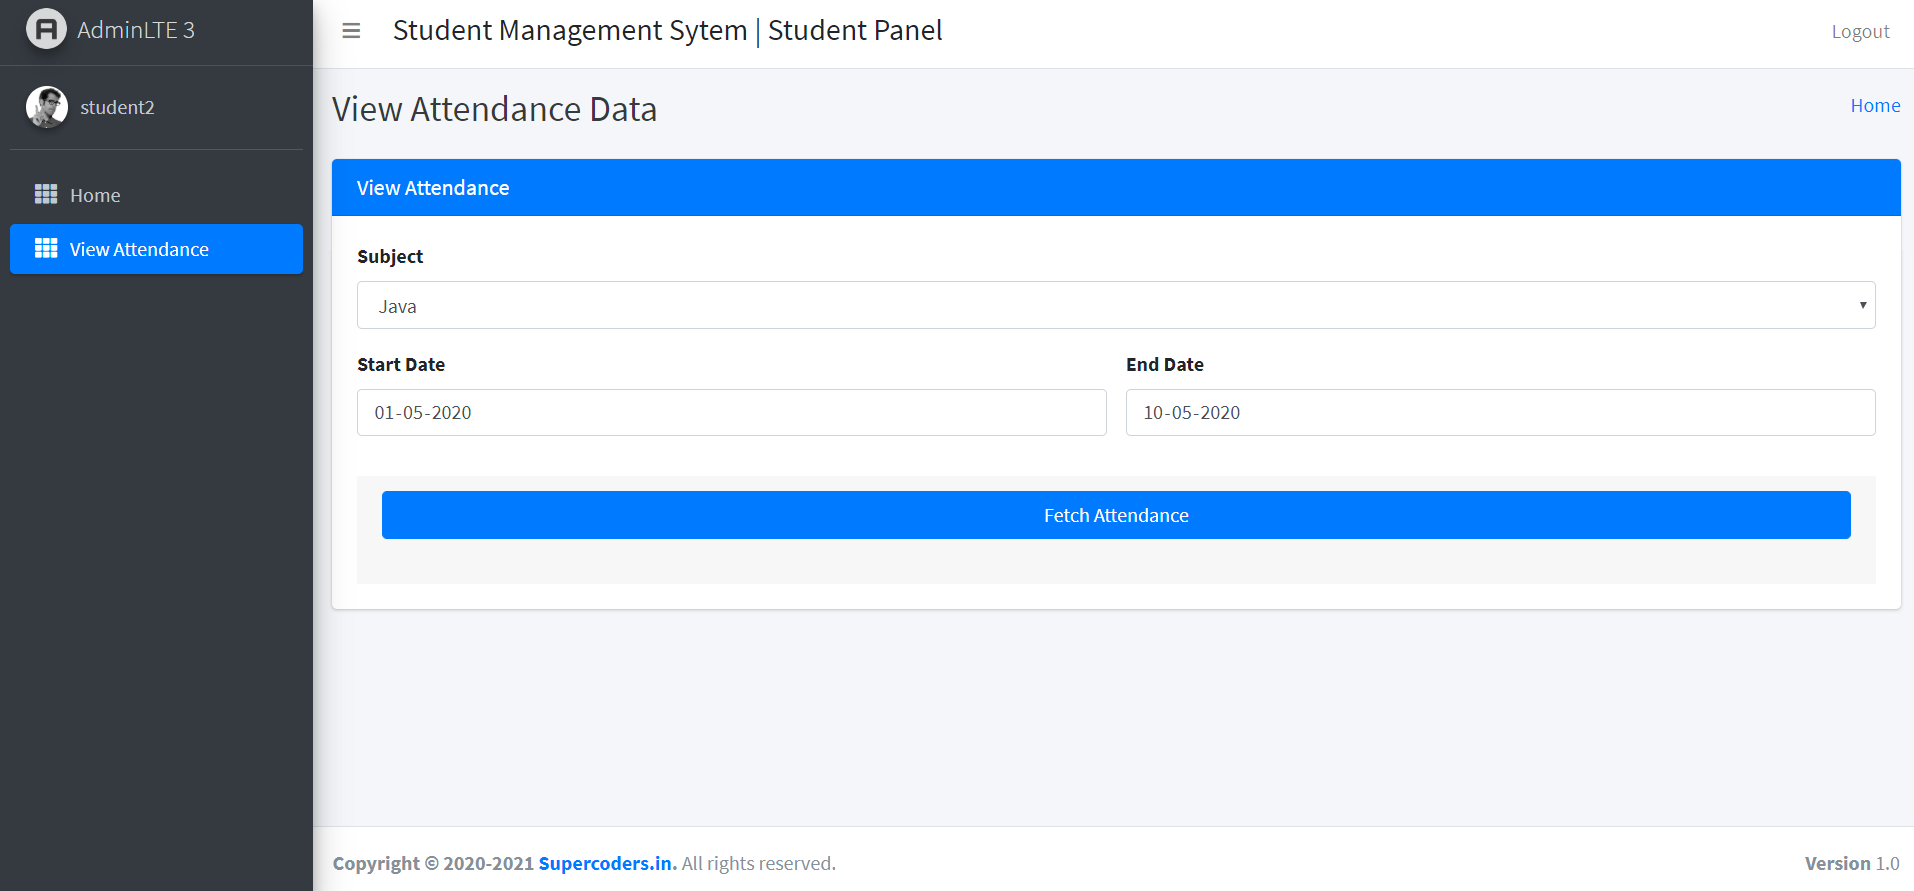 AdminLTE 3
student2
Home
View Attendance
Student Management Sytem | Student Panel
Logout
View Attendance Data
Home
View Attendance
Subject
Java
Start Date
End Date
01-05-2020
10-05-2020
Fetch Attendance
Copyright © 2020-2021 Supercoders.in. All rights reserved.
Version 1.0